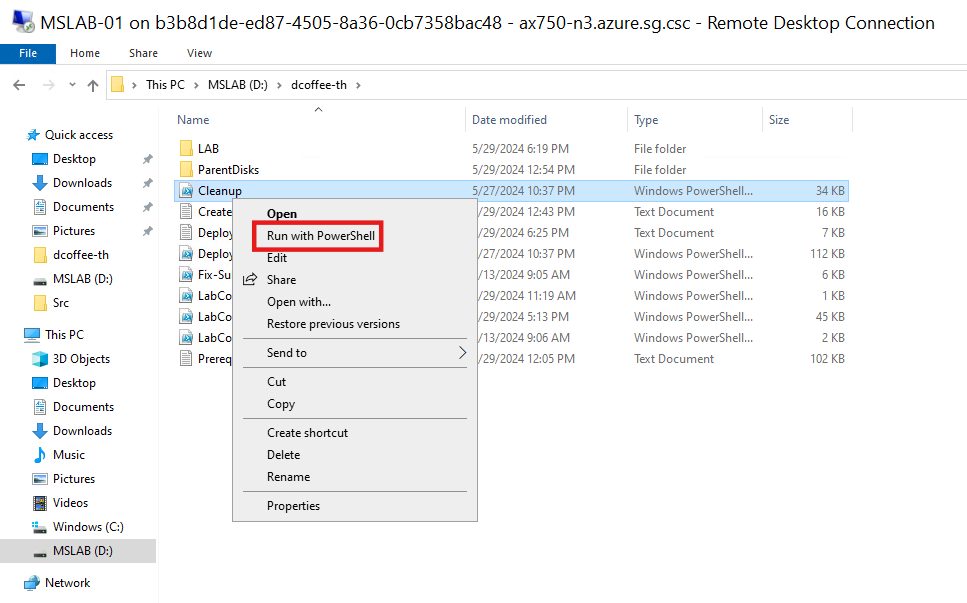 MSLAB-01 on b3b8d1de-ed87-4505-8a36-0cb7358bac48 - ax750-n3.azure.sg.csc - Remote Desktop Connection
File Home Share View
This PC MSLAB (D:) dcoffee-th
Name Date modified Type Size
Quick access
Desktop
Downloads
Documents
Pictures
dcoffee-th
MSLAB (D:)
Src
This PC
3D Objects
Desktop
Documents
Downloads
Music
Pictures
Videos
Windows (C:)
MSLAB (D:)
Network
LAB 5/29/2024 6:19 PM File folder
ParentDisks 5/29/2024 12:54 PM File folder
Cleanup 5/27/2024 10:37 PM Windows PowerShell... 34 KB
Create /29/2024 12:43 PM Text Document 16 KB
Deploy /29/2024 6:25 PM Text Document 7 KB
Deploy /27/2024 10:37 PM Windows PowerShell... 112 KB
Fix-Su /13/2024 9:05 AM Windows PowerShell... 6 KB
LabCo /29/2024 11:19 AM Windows PowerShell... 1 KB
LabCo /29/2024 5:13 PM Windows PowerShell... 45 KB
LabCo /13/2024 9:06 AM Windows PowerShell... 2 KB
Prereq /29/2024 12:05 PM Text Document 102 KB
Open
Run with PowerShell
Edit
Share
Open with...
Restore previous versions
Send to
Cut
Copy
Create shortcut
Delete
Rename
Properties